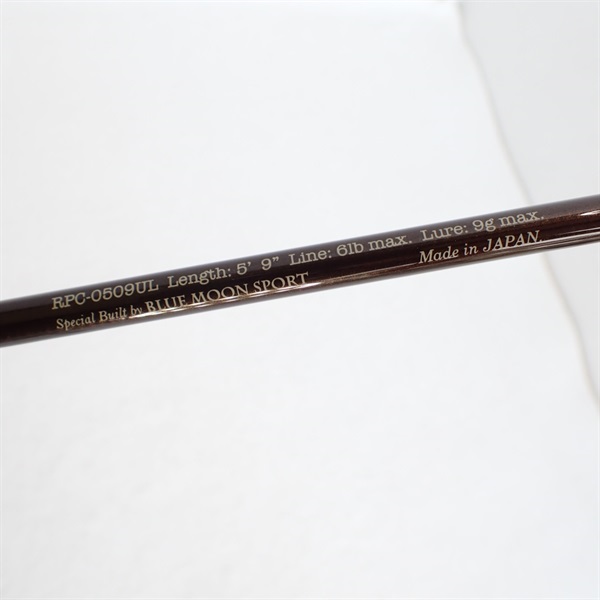 RPC-0509UL Length: 5' 9" Line: 6lb max. Lure: 9g max.
Special Built by BLUE MOON SPORT Made in JAPAN.